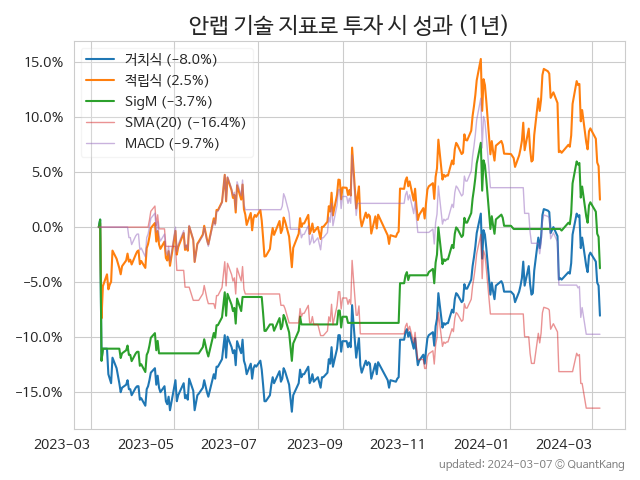 안랩 기술 지표로 투자 시 성과 (1년)
거치식 (−8.0%)
적립식 (2.5%)
SigM (−3.7%)
SMA(20) (−16.4%)
MACD (−9.7%)
15.0%
10.0%
5.0%
0.0%
−5.0%
−10.0%
−15.0%
2023-03 2023-05 2023-07 2023-09 2023-11 2024-01 2024-03
updated: 2024-03-07 © QuantKang